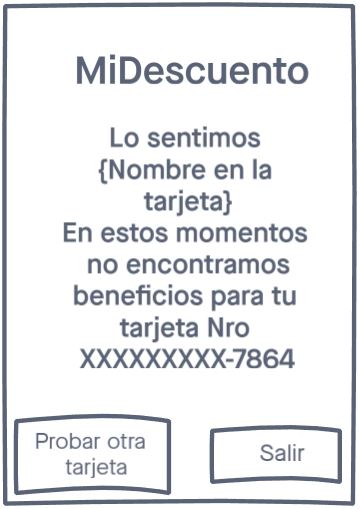 MiDescuento
Lo sentimos
{Nombre en la
tarjeta}
En estos momentos
no encontramos
beneficios para tu
tarjeta Nro
XXXXXXXXX-7864
Probar otra
tarjeta
Salir